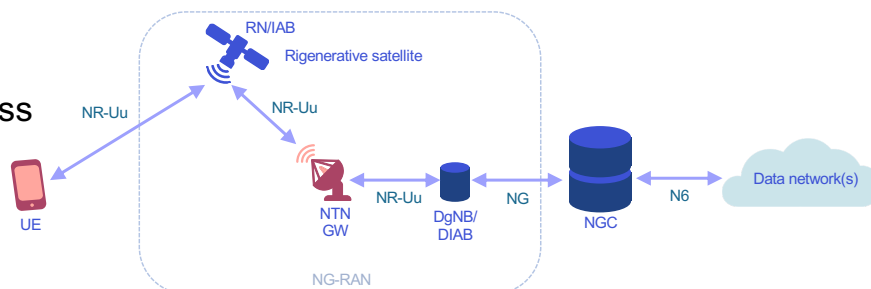 RN/IAB
Rigenerative satellite
ss
NR-Uu
NR-Uu
UE
NTN
GW
NR-Uu
DgNB/
DIAB
NG
NGC
N6
Data network(s)
NG-RAN